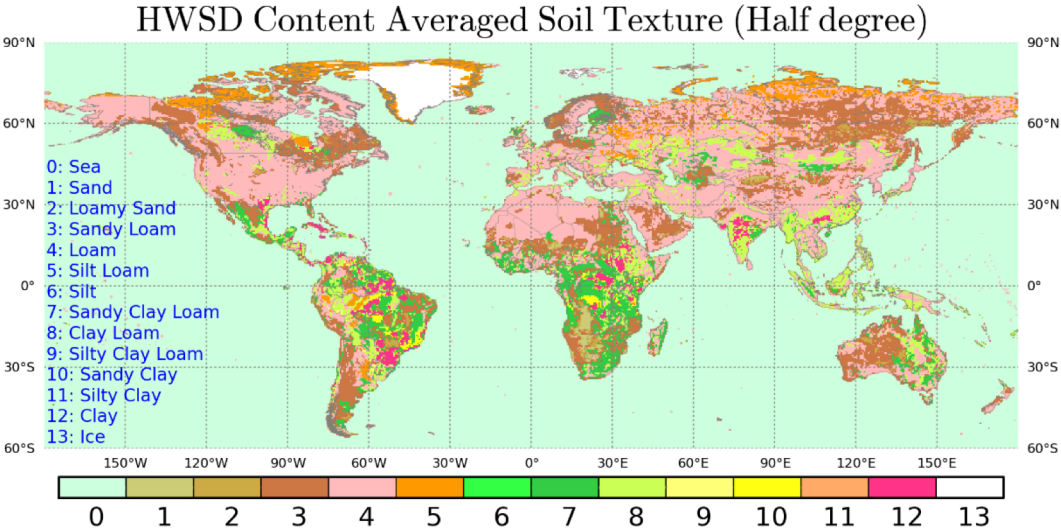 HWSD Content Averaged Soil Texture (Half degree)
90°N 90°N
60°N 60°N
0: Sea
1: Sand
30°N 2: Loamy Sand 30°N
3: Sandy Loam
4: Loam
5: Silt Loam
0° 6: Silt 0°
7: Sandy Clay Loam
8: Clay Loam
9: Silty Clay Loam
30°S 30°S
10: Sandy Clay
11: Silty Clay
12: Clay
13: Ice
60°S 60°S
150°W 120°W 90°W 60°W 30°W 0° 30°E 60°E 90°E 120°E 150°E
0 1 2 3 4 5 6 7 8 9 10 11 12 13